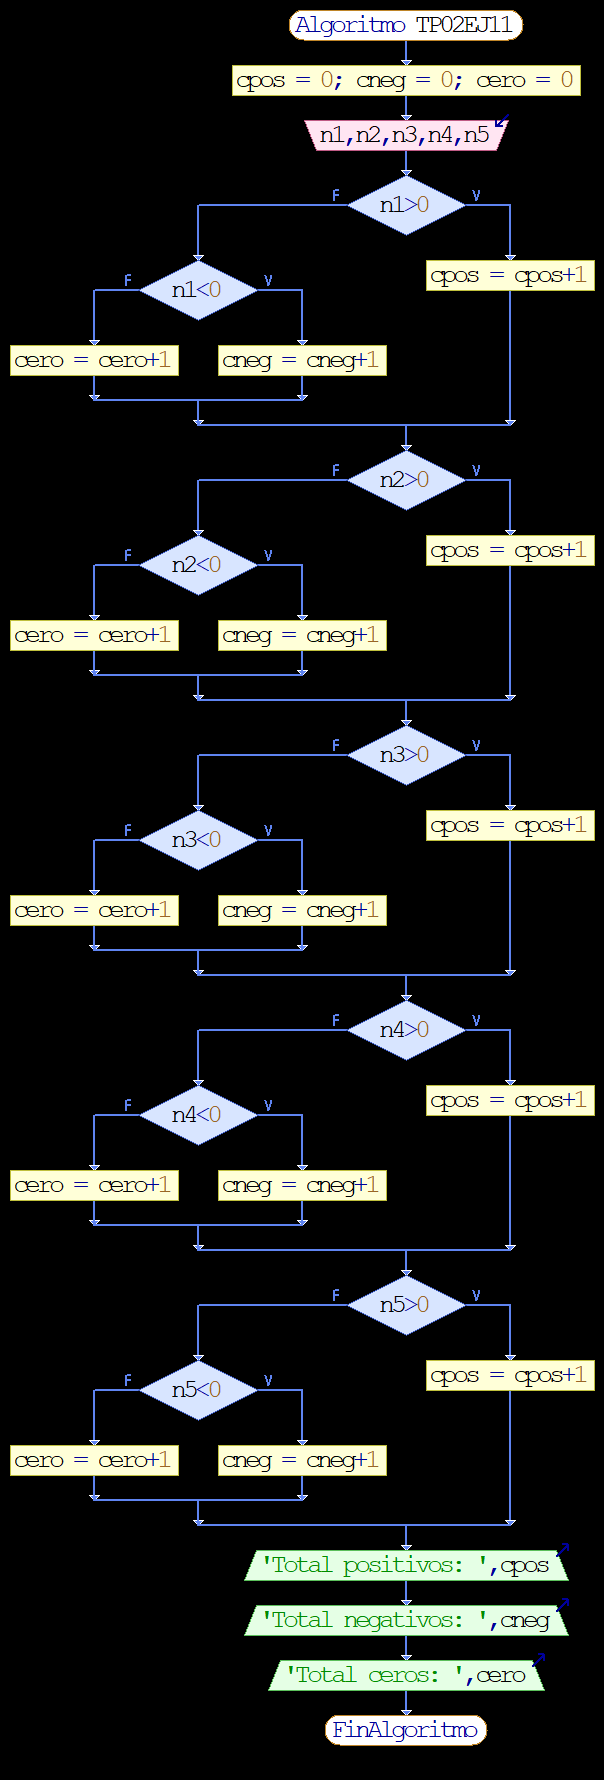 Algoritmo TP02EJ11
cpos = 0; cneg = 0; cero = 0
n1,n2,n3,n4,n5
n1>0
F
V
cpos = cpos+1
n1<0
F
V
cero = cero+1
cneg = cneg+1
n2>0
F
V
cpos = cpos+1
n2<0
F
V
cero = cero+1
cneg = cneg+1
n3>0
F
V
cpos = cpos+1
n3<0
F
V
cero = cero+1
cneg = cneg+1
n4>0
F
V
cpos = cpos+1
n4<0
F
V
cero = cero+1
cneg = cneg+1
n5>0
F
V
cpos = cpos+1
n5<0
F
V
cero = cero+1
cneg = cneg+1
'Total positivos: ',cpos
'Total negativos: ',cneg
'Total ceros: ',cero
FinAlgoritmo